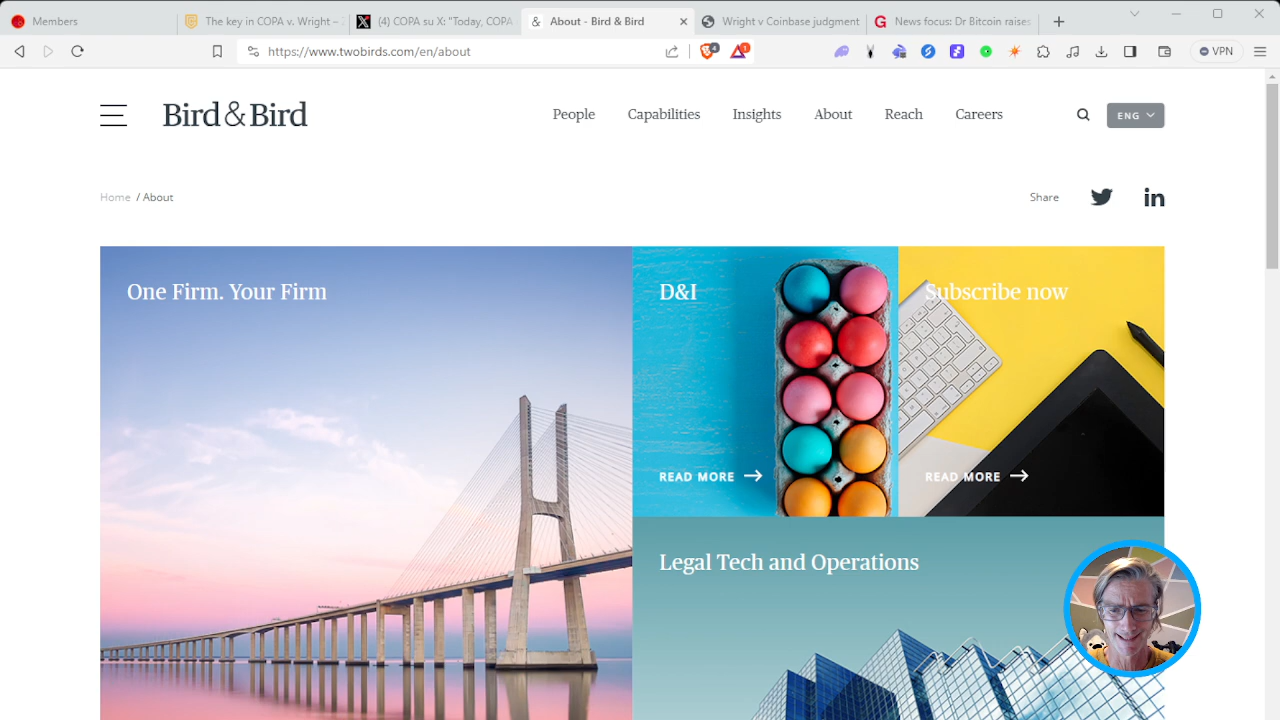 Members
The key in COPA v. Wright –
(4) COPA su X: "Today, COPA
About - Bird & Bird
Wright v Coinbase judgment
News focus: Dr Bitcoin raises
https://www.twobirds.com/en/about
4
1
VPN
Bird & Bird
People
Capabilities
Insights
About
Reach
Careers
ENG
Home / About
Share
One Firm. Your Firm
D&I
Subscribe now
READ MORE
READ MORE
Legal Tech and Operations